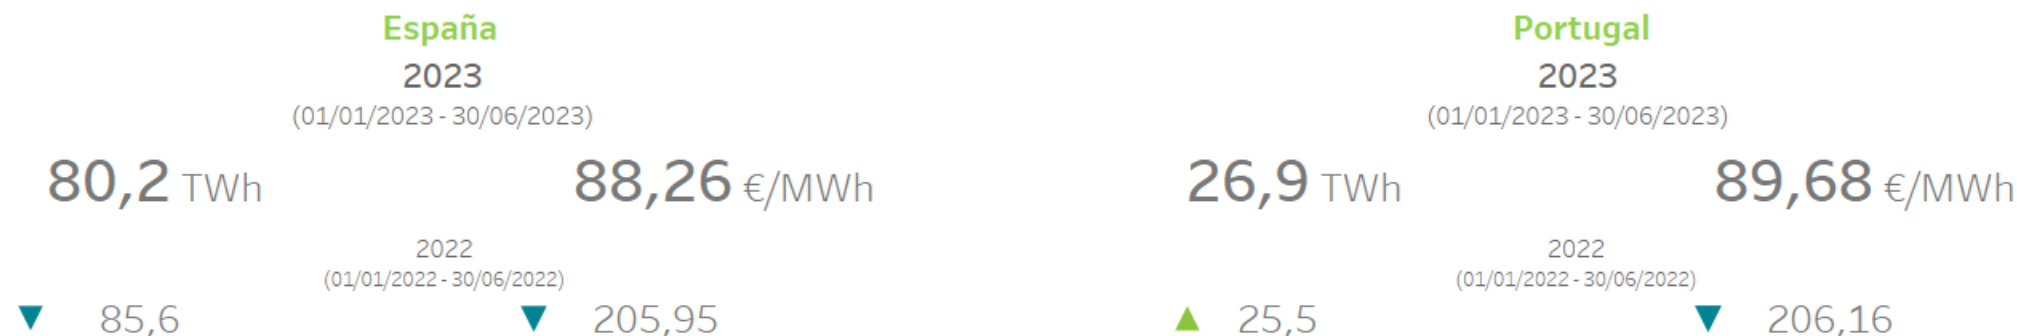 España
2023
(01/01/2023 - 30/06/2023)
80,2 TWh
88,26 €/MWh
2022
(01/01/2022 - 30/06/2022)
▼ 85,6
▼ 205,95
Portugal
2023
(01/01/2023 - 30/06/2023)
26,9 TWh
89,68 €/MWh
2022
(01/01/2022 - 30/06/2022)
▲ 25,5
▼ 206,16